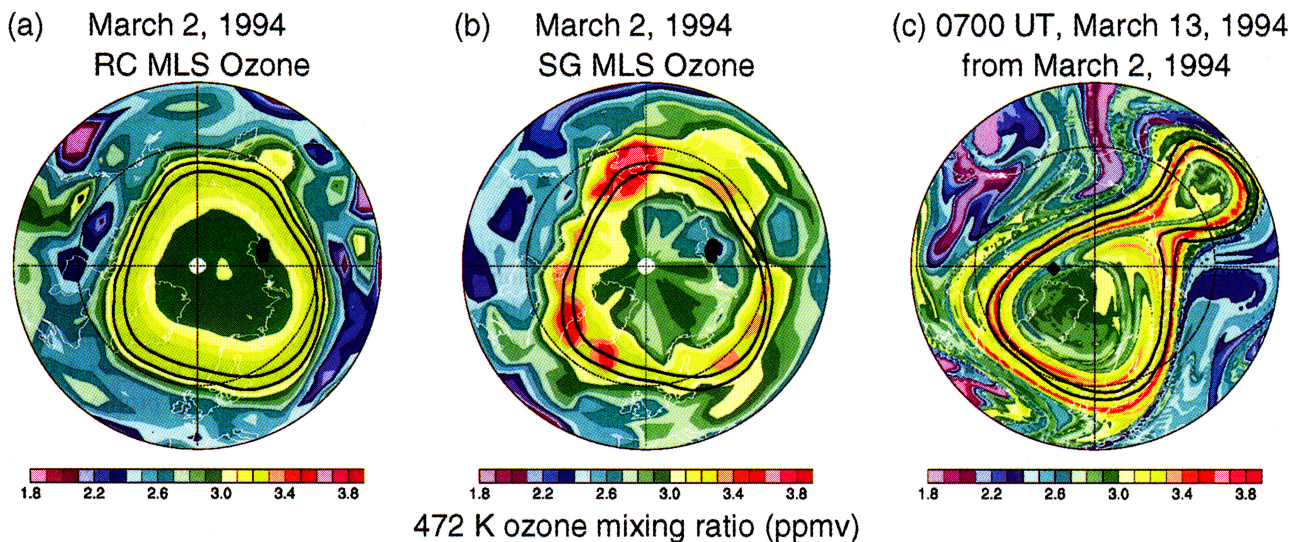 (a) March 2, 1994
RC MLS Ozone
(b) March 2, 1994
SG MLS Ozone
(c) 0700 UT, March 13, 1994
from March 2, 1994
1.8 2.2 2.6 3.0 3.4 3.8
1.8 2.2 2.6 3.0 3.4 3.8
1.8 2.2 2.6 3.0 3.4 3.8
472 K ozone mixing ratio (ppmv)